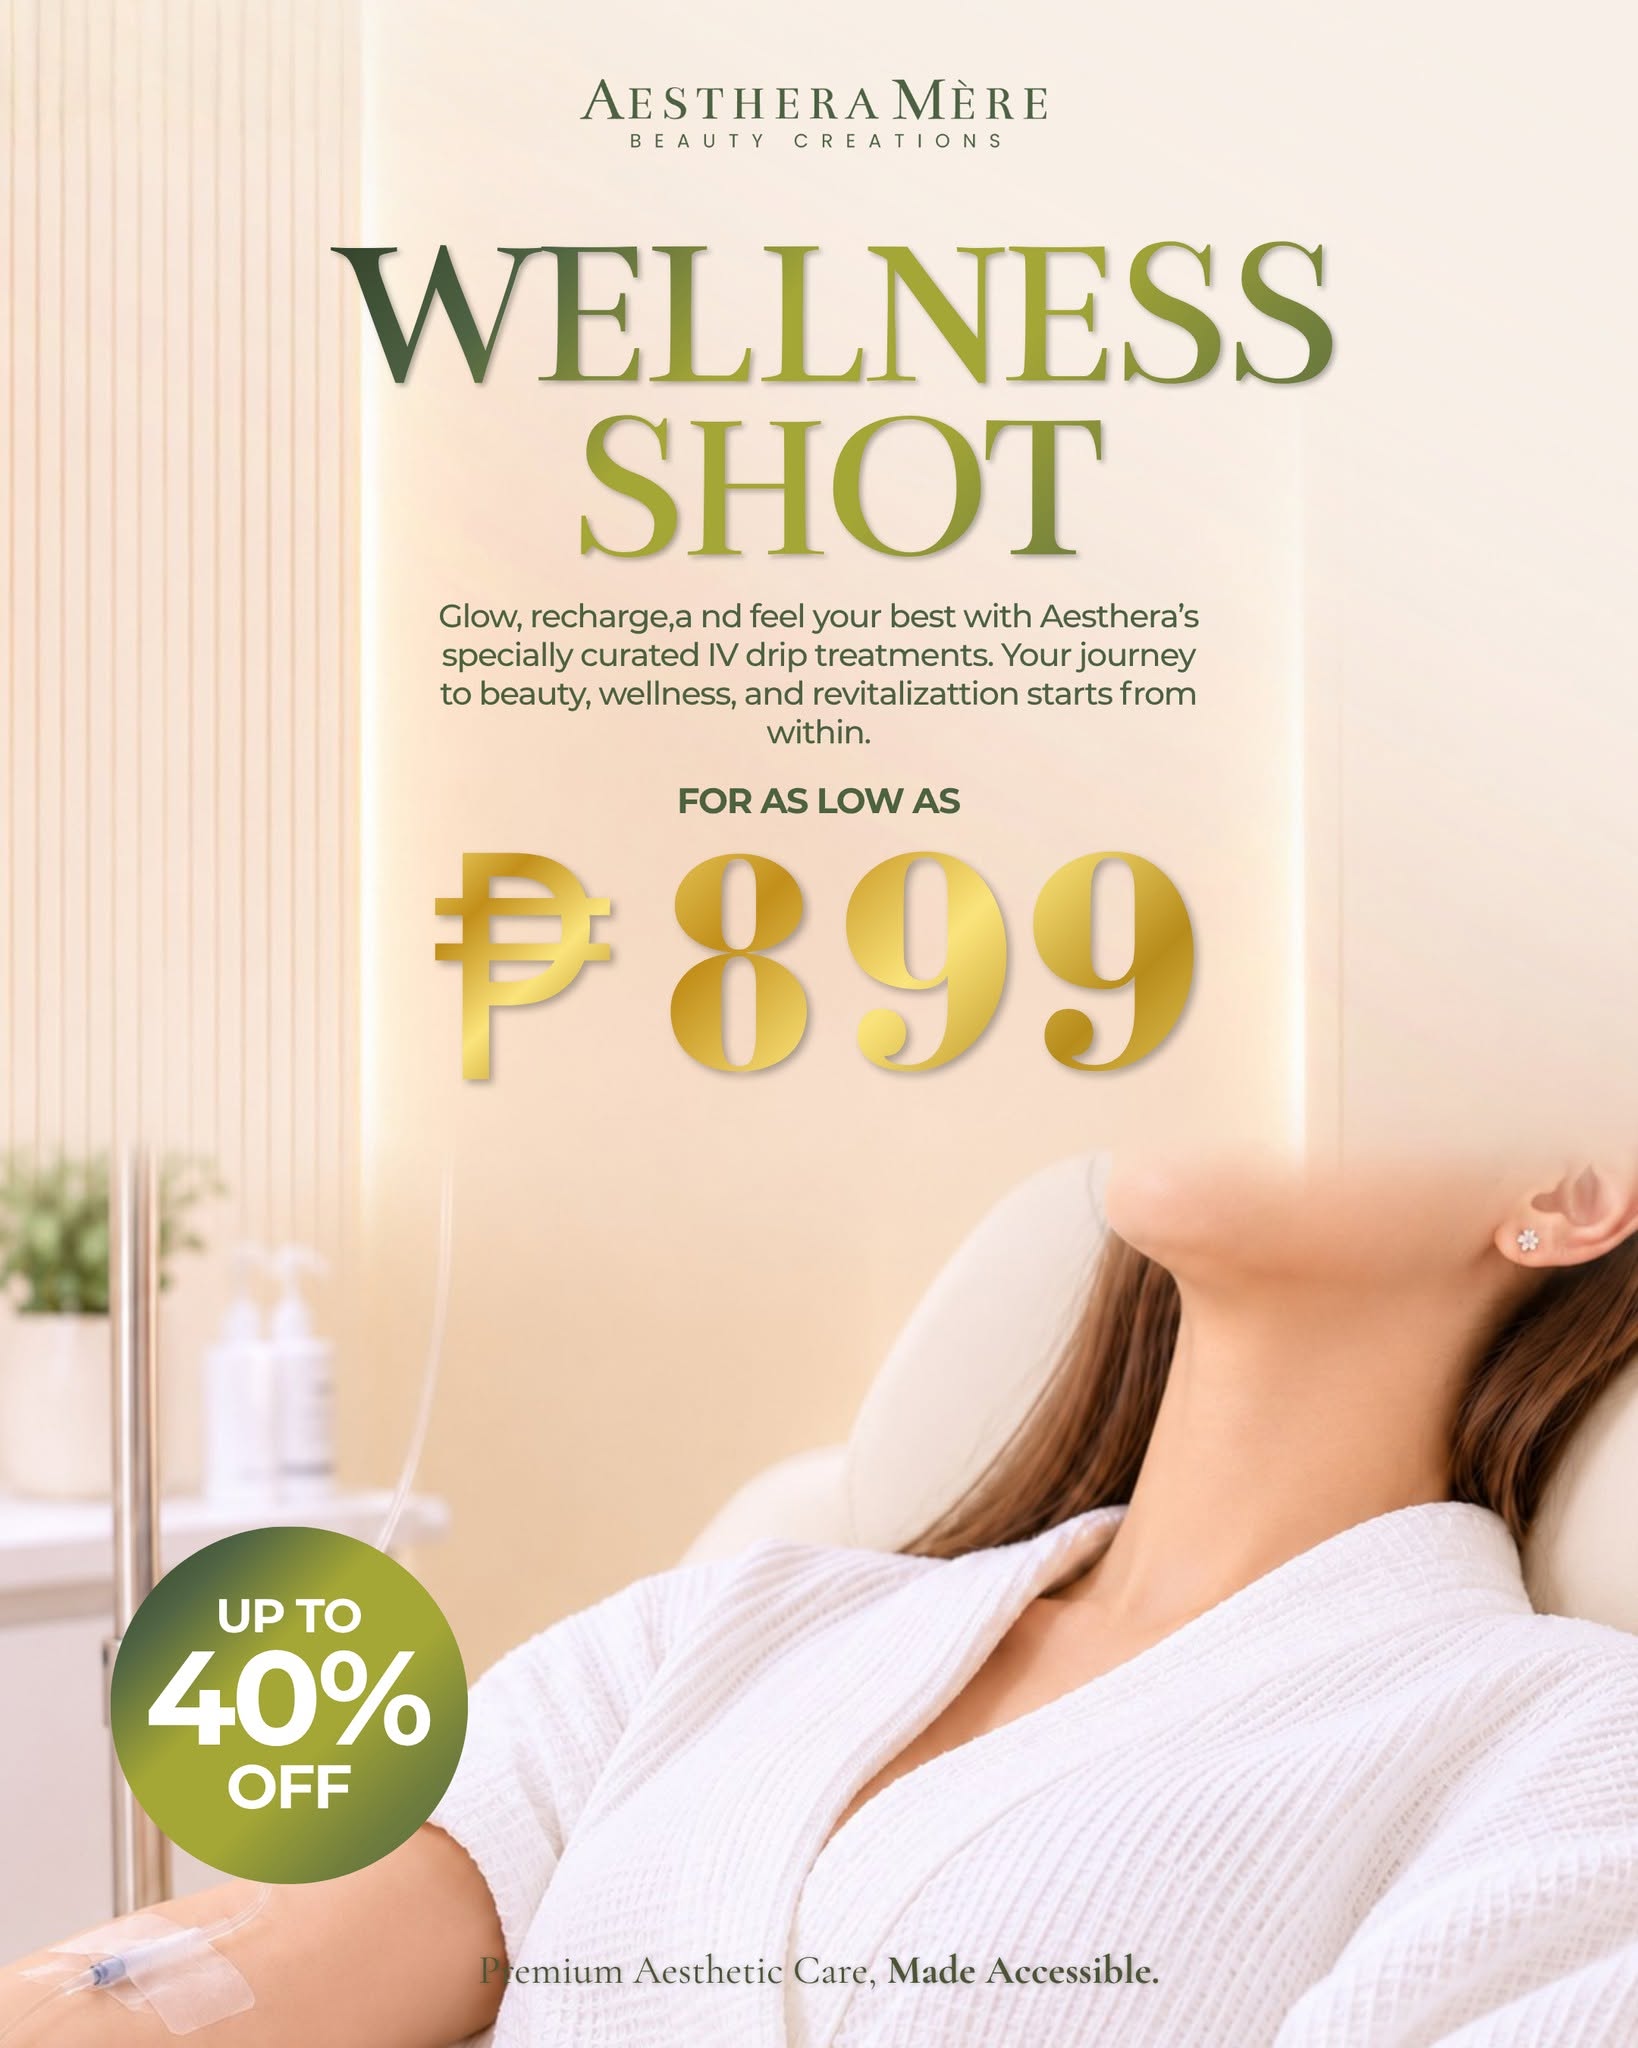 AESTHERA MÈRE
BEAUTY CREATIONS
WELLNESS
SHOT
Glow, recharge,a nd feel your best with Aesthera’s
specially curated IV drip treatments. Your journey
to beauty, wellness, and revitalizattion starts from
within.
FOR AS LOW AS
₱899
UP TO
40%
OFF
Premium Aesthetic Care, Made Accessible.